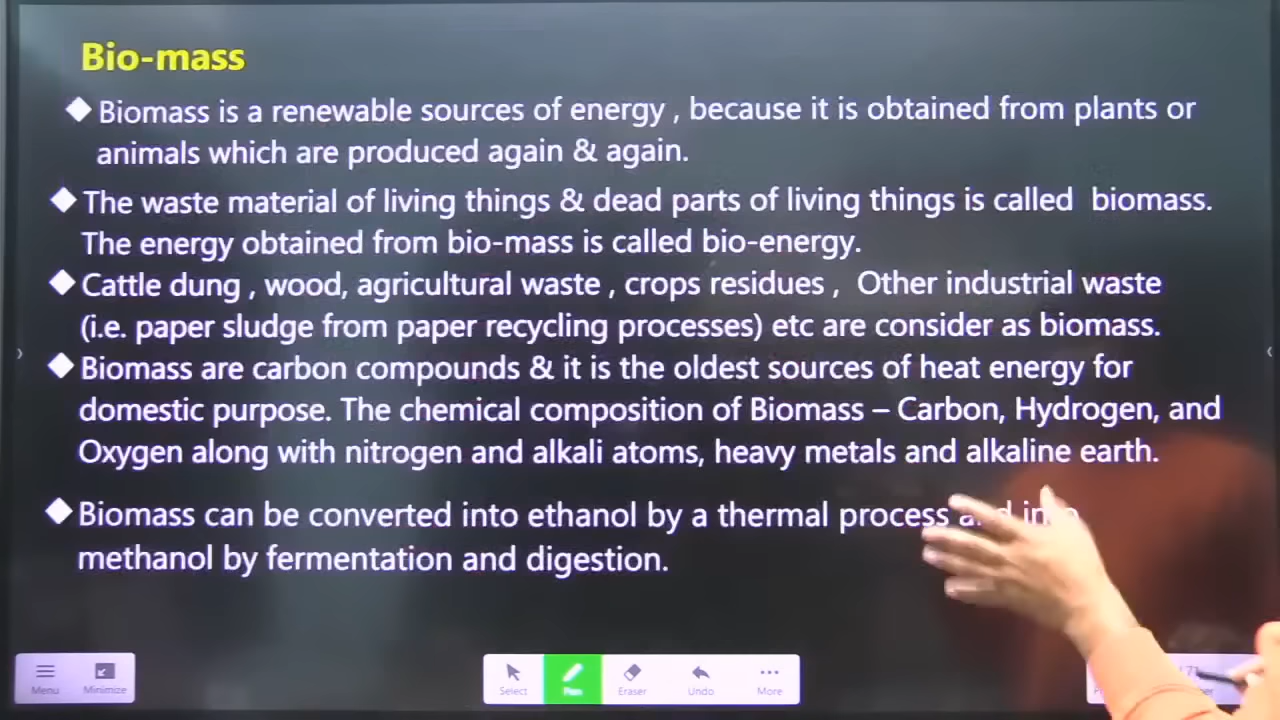 Bio-mass
◆ Biomass is a renewable sources of energy , because it is obtained from plants or
animals which are produced again & again.
◆ The waste material of living things & dead parts of living things is called biomass.
The energy obtained from bio-mass is called bio-energy.
◆ Cattle dung , wood, agricultural waste , crops residues , Other industrial waste
(i.e. paper sludge from paper recycling processes) etc are consider as biomass.
◆ Biomass are carbon compounds & it is the oldest sources of heat energy for
domestic purpose. The chemical composition of Biomass – Carbon, Hydrogen, and
Oxygen along with nitrogen and alkali atoms, heavy metals and alkaline earth.
◆ Biomass can be converted into ethanol by a thermal process
methanol by fermentation and digestion.
Menu Minimize Select Pen Eraser Undo More